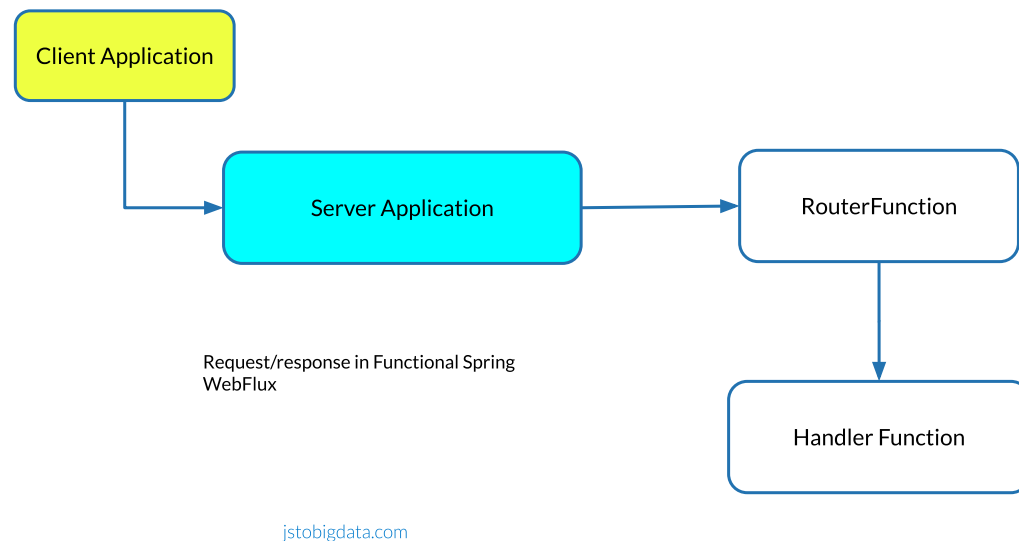 Client Application
Server Application
RouterFunction
Request/response in Functional Spring
WebFlux
Handler Function
jstobigdata.com